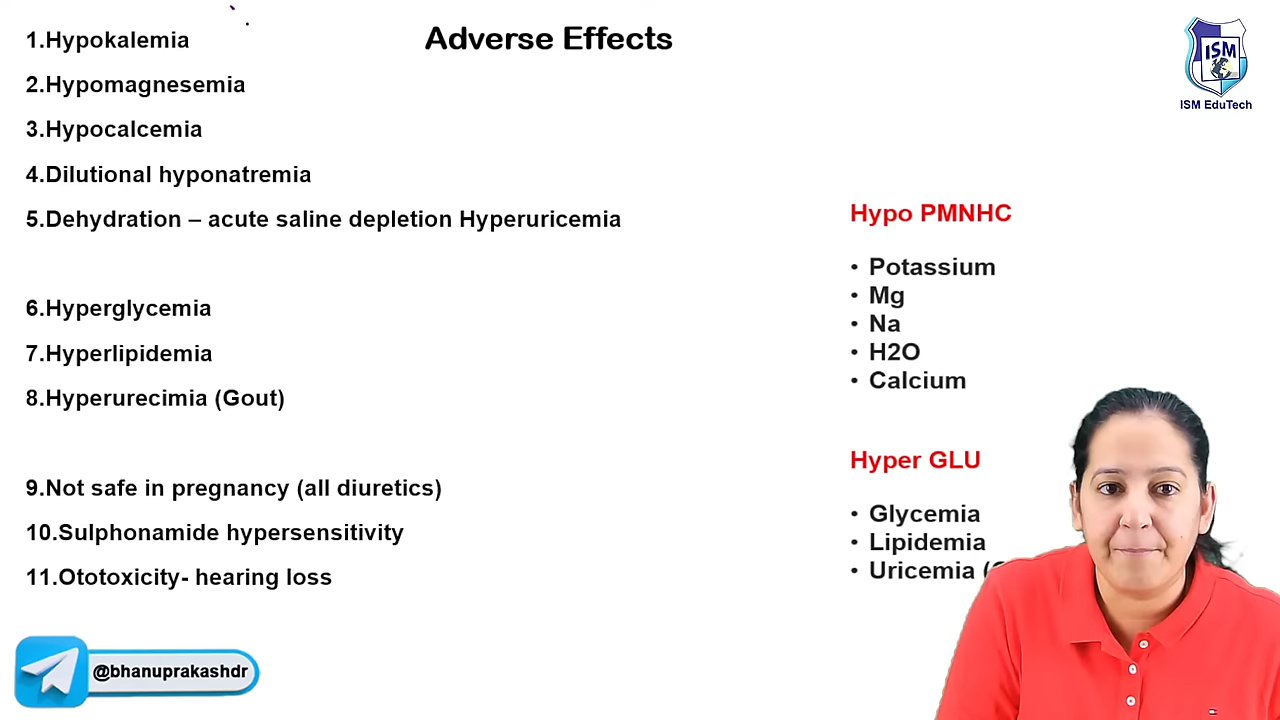 Adverse Effects
1.Hypokalemia
2.Hypomagnesemia
3.Hypocalcemia
4.Dilutional hyponatremia
5.Dehydration – acute saline depletion Hyperuricemia
6.Hyperglycemia
7.Hyperlipidemia
8.Hyperurecimia (Gout)
9.Not safe in pregnancy (all diuretics)
10.Sulphonamide hypersensitivity
11.Ototoxicity- hearing loss
Hypo PMNHC
• Potassium
• Mg
• Na
• H2O
• Calcium
Hyper GLU
• Glycemia
• Lipidemia
• Uricemia
ISM
ISM EduTech
@bhanuprakashdr